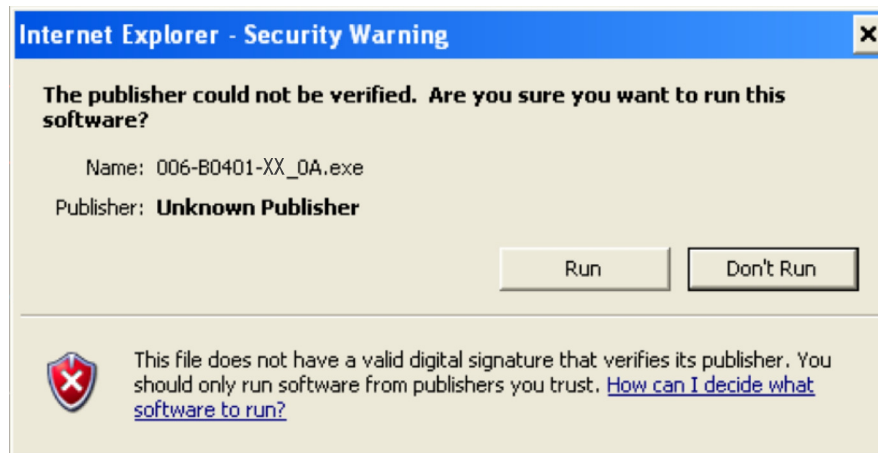 Internet Explorer - Security Warning
The publisher could not be verified. Are you sure you want to run this
software?
Name: 006-B0401-XX_0A.exe
Publisher: Unknown Publisher
Run Don't Run
This file does not have a valid digital signature that verifies its publisher. You
should only run software from publishers you trust. How can I decide what
software to run?